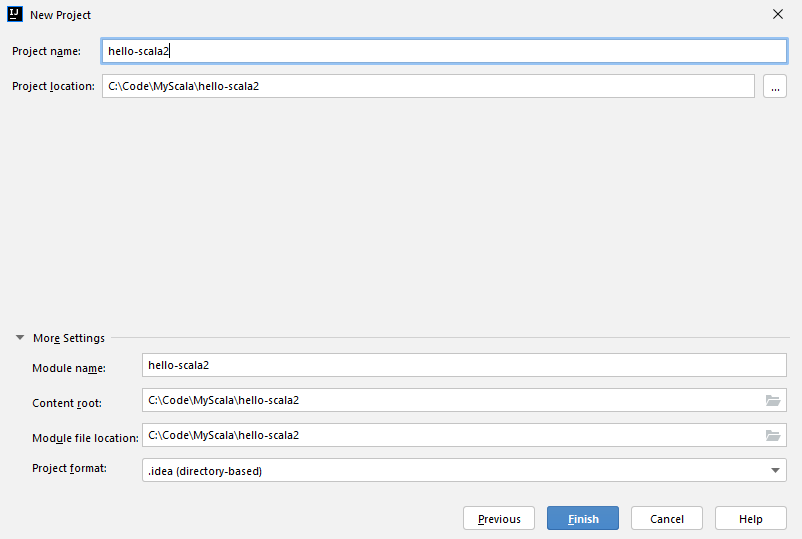 New Project
Project name: hello-scala2
Project location: C:\Code\MyScala\hello-scala2 ...
More Settings
Module name: hello-scala2
Content root: C:\Code\MyScala\hello-scala2
Module file location: C:\Code\MyScala\hello-scala2
Project format: .idea (directory-based)
Previous Finish Cancel Help